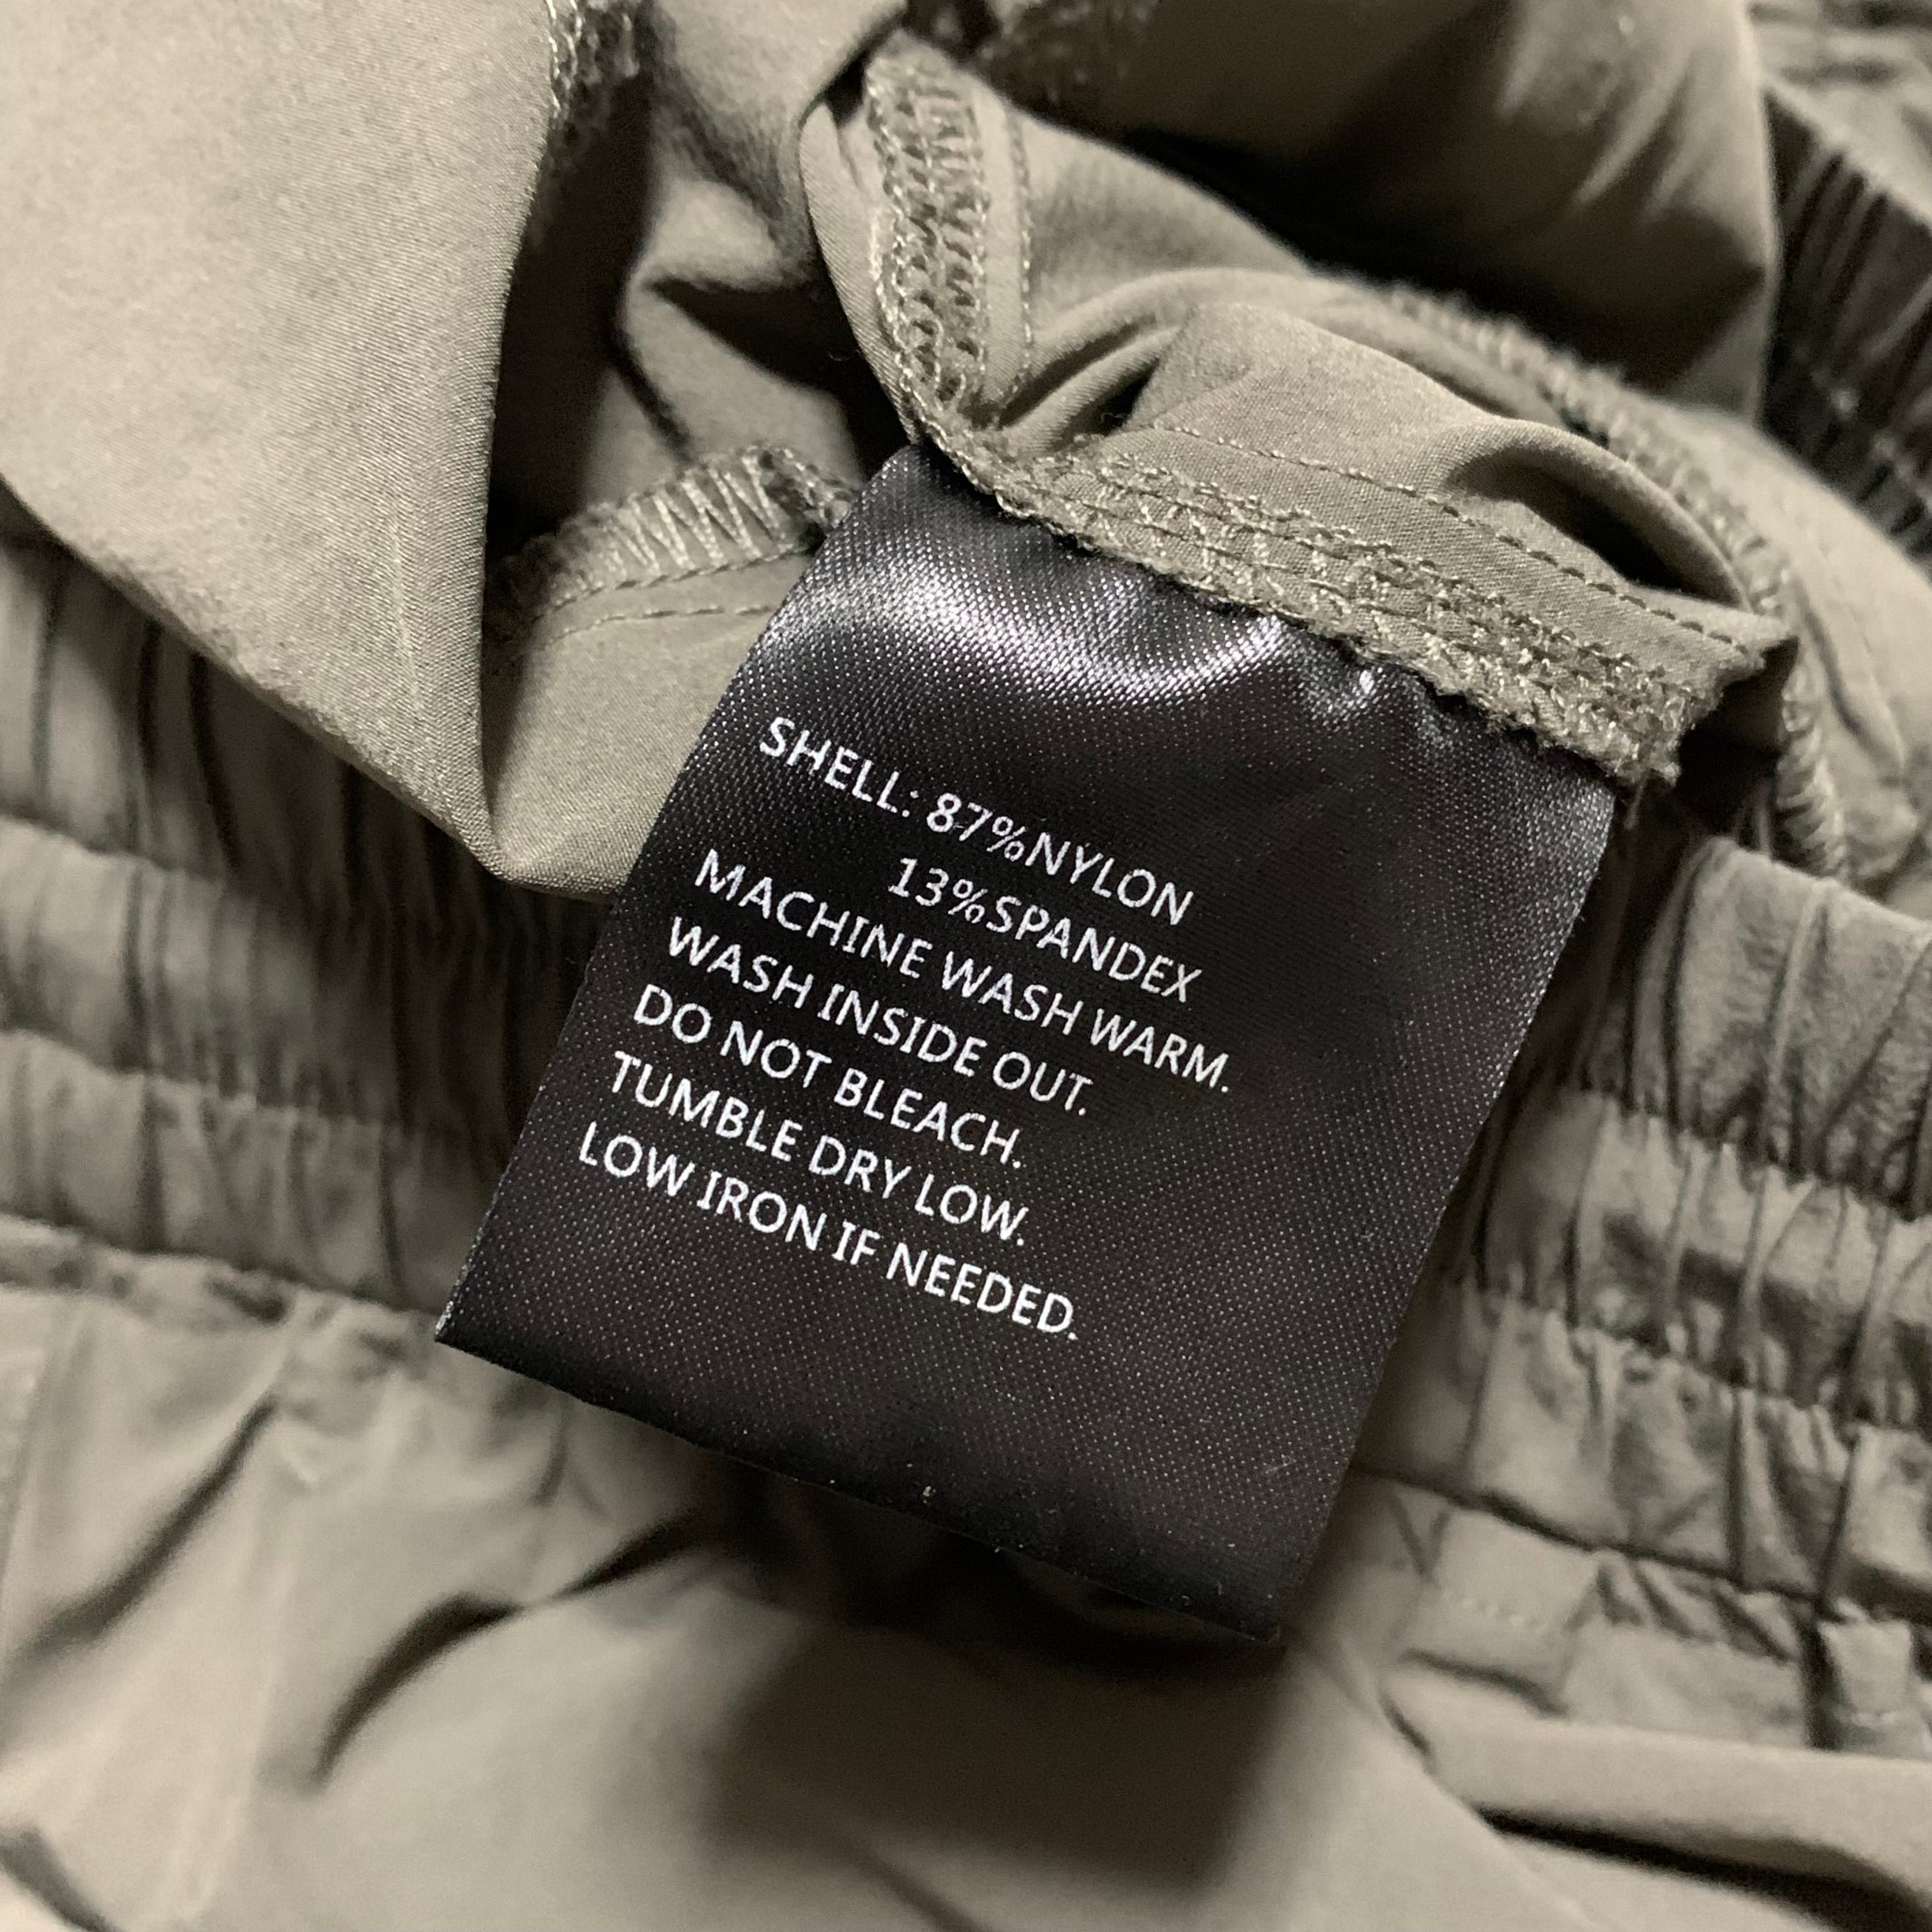 SHELL: 87%NYLON
13%SPANDEX
MACHINE WASH WARM.
WASH INSIDE OUT.
DO NOT BLEACH.
TUMBLE DRY LOW.
LOW IRON IF NEEDED.